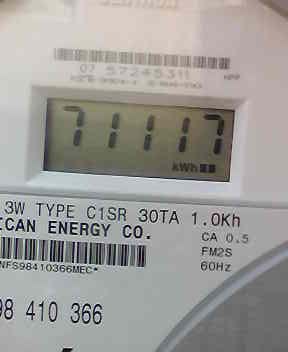 07 57245311
71117
kWh
3W TYPE C1SR 30TA 1.0Kh
ICAN ENERGY CO.
CA 0.5
FM2S
NFS98410366MEC*
60Hz
98 410 366